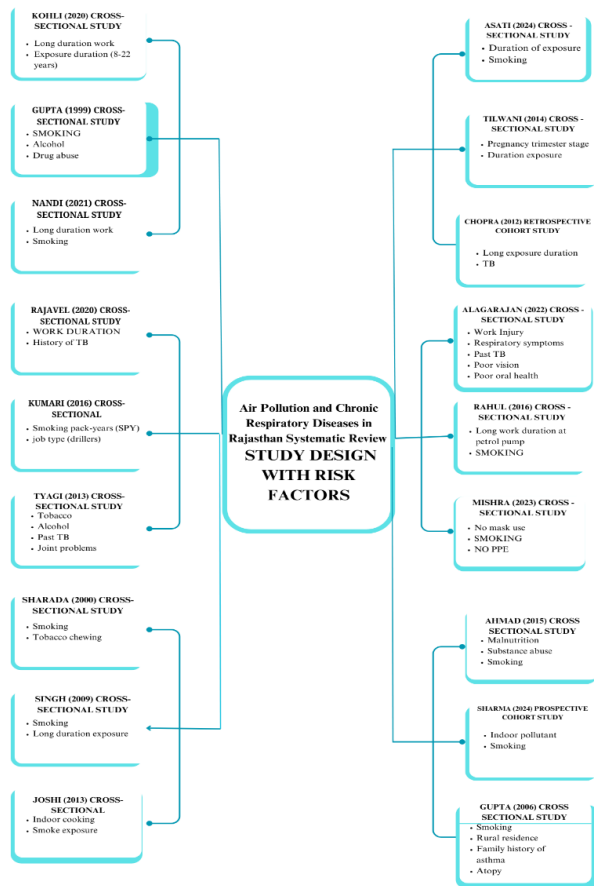 KOHLI (2020) CROSS-
SECTIONAL STUDY
• Long duration work
• Exposure duration (8-22
years)
GUPTA (1999) CROSS-
SECTIONAL STUDY
• SMOKING
• Alcohol
• Drug abuse
NANDI (2021) CROSS-
SECTIONAL STUDY
• Long duration work
• Smoking
RAJAVEL (2020) CROSS-
SECTIONAL STUDY
• WORK DURATION
• History of TB
KUMARI (2016) CROSS-
SECTIONAL
• Smoking pack-years (SPY)
• job type (drillers)
TYAGI (2013) CROSS-
SECTIONAL STUDY
• Tobacco
• Alcohol
• Past TB
• Joint problems
SHARADA (2000) CROSS-
SECTIONAL STUDY
• Smoking
• Tobacco chewing
SINGH (2009) CROSS-
SECTIONAL STUDY
• Smoking
• Long duration exposure
JOSHI (2013) CROSS-
SECTIONAL
• Indoor cooking
• Smoke exposure
Air Pollution and Chronic
Respiratory Diseases in
Rajasthan Systematic Review
STUDY DESIGN
WITH RISK
FACTORS
ASATI (2024) CROSS -
SECTIONAL STUDY
• Duration of exposure
• Smoking
TILWANI (2014) CROSS -
SECTIONAL STUDY
• Pregnancy trimester stage
• Duration exposure
CHOPRA (2012) RETROSPECTIVE
COHORT STUDY
• Long exposure duration
• TB
ALAGARAJAN (2022) CROSS -
SECTIONAL STUDY
• Work Injury
• Respiratory symptoms
• Past TB
• Poor vision
• Poor oral health
RAHUL (2016) CROSS -
SECTIONAL STUDY
• Long work duration at
petrol pump
• SMOKING
MISHRA (2023) CROSS -
SECTIONAL STUDY
• No mask use
• SMOKING
• NO PPE
AHMAD (2015) CROSS
SECTIONAL STUDY
• Malnutrition
• Substance abuse
• Smoking
SHARMA (2024) PROSPECTIVE
COHORT STUDY
• Indoor pollutant
• Smoking
GUPTA (2006) CROSS
SECTIONAL STUDY
• Smoking
• Rural residence
• Family history of
asthma
• Atopy